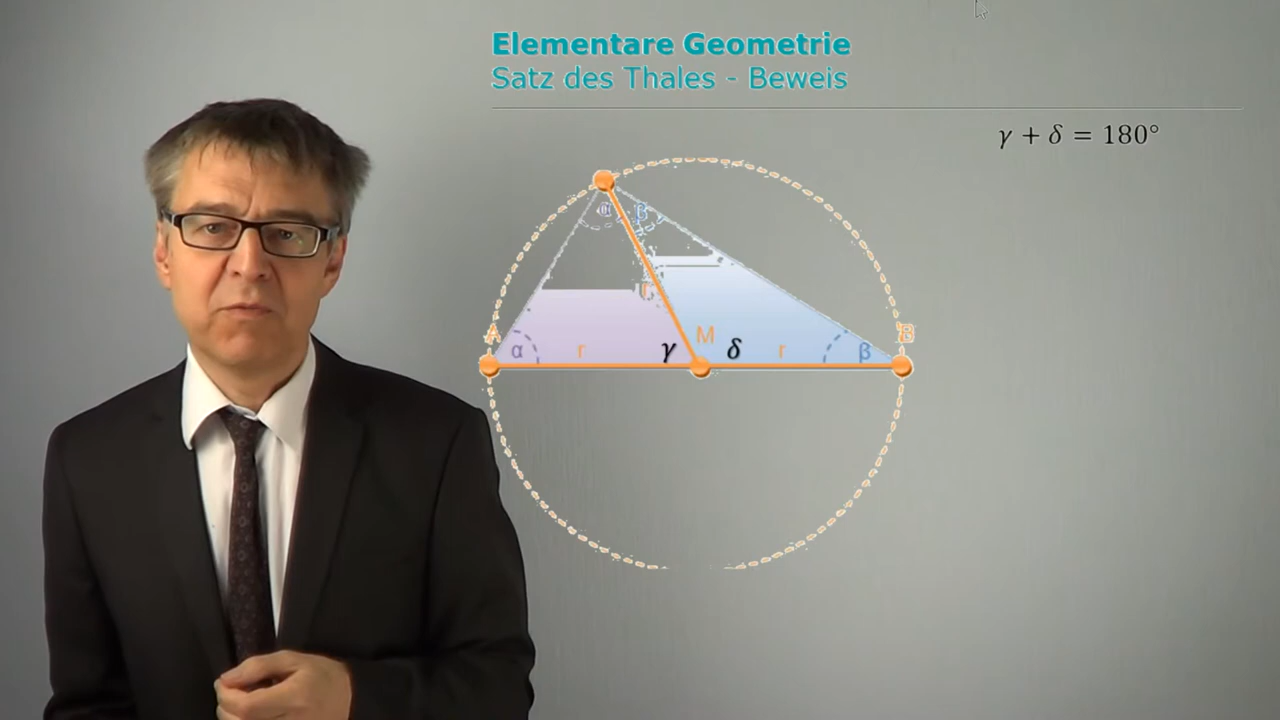 Elementare Geometrie
Satz des Thales - Beweis
γ + δ = 180°
α β
r
A M B
α r γ δ r β